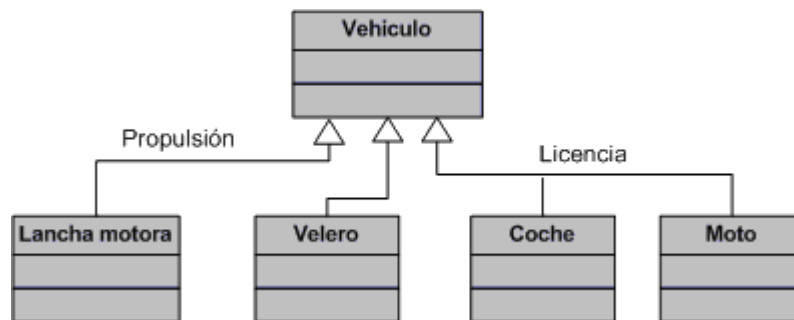 Vehiculo
Propulsión
Licencia
Lancha motora
Velero
Coche
Moto